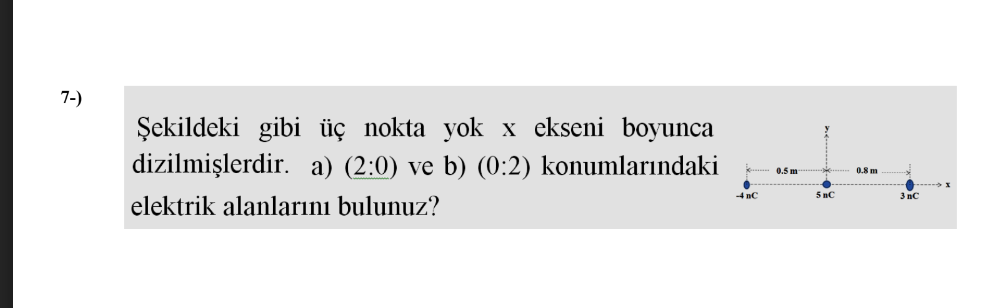 7-)
Şekildeki gibi üç nokta yok x ekseni boyunca
dizilmişlerdir. a) (2:0) ve b) (0:2) konumlarındaki
elektrik alanlarını bulunuz?
y
0.5 m
0.8 m
x
-4 nC
5 nC
3 nC